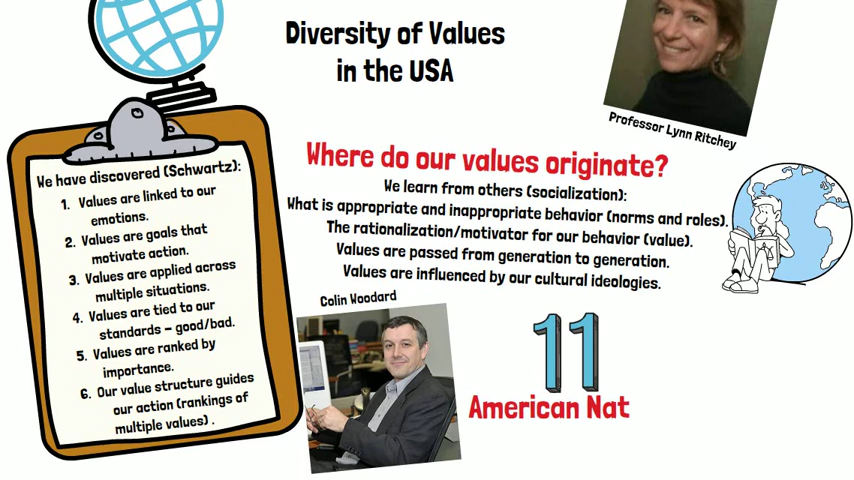 Diversity of Values
in the USA
Professor Lynn Ritchey
We have discovered (Schwartz):
1. Values are linked to our
emotions.
2. Values are goals that
motivate action.
3. Values are applied across
multiple situations.
4. Values are tied to our
standards – good/bad.
5. Values are ranked by
importance.
6. Our value structure guides
our action (rankings of
multiple values) .
Where do our values originate?
We learn from others (socialization):
What is appropriate and inappropriate behavior (norms and roles).
The rationalization/motivator for our behavior (value).
Values are passed from generation to generation.
Values are influenced by our cultural ideologies.
Colin Woodard
11
American Nat